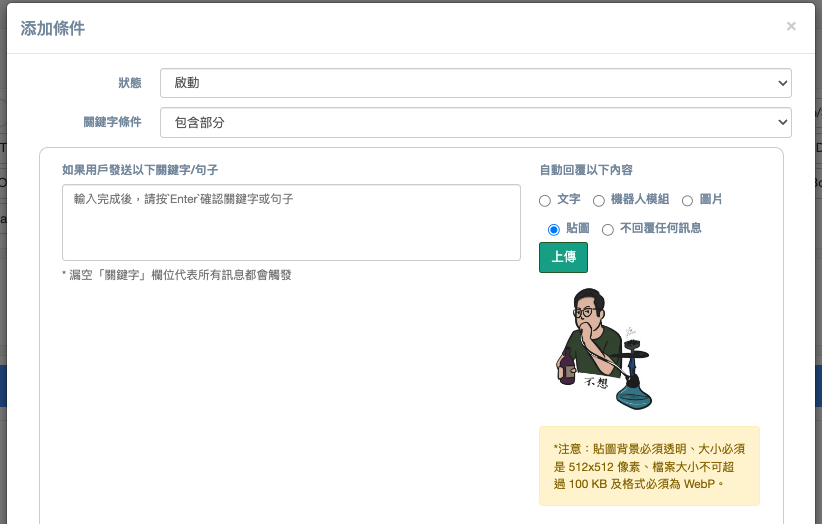 添加條件
×
狀態
啟動
關鍵字條件
包含部分
如果用戶發送以下關鍵字/句子
輸入完成後，請按`Enter`確認關鍵字或句子
* 漏空「關鍵字」欄位代表所有訊息都會觸發
自動回覆以下內容
文字 機器人模組 圖片
貼圖 不回覆任何訊息
上傳
不想
*注意：貼圖背景必須透明、大小必須
是 512x512 像素、檔案大小不可超
過 100 KB 及格式必須為 WebP。